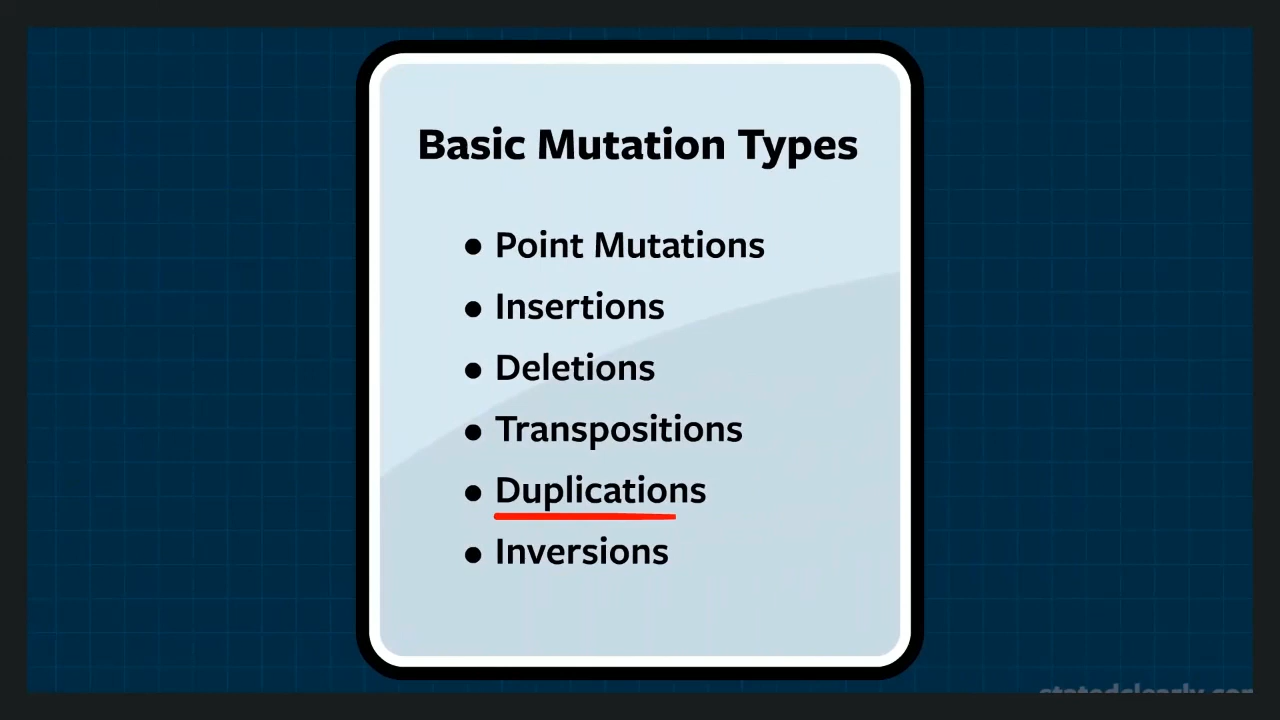 Basic Mutation Types
● Point Mutations
● Insertions
● Deletions
● Transpositions
● Duplications
● Inversions